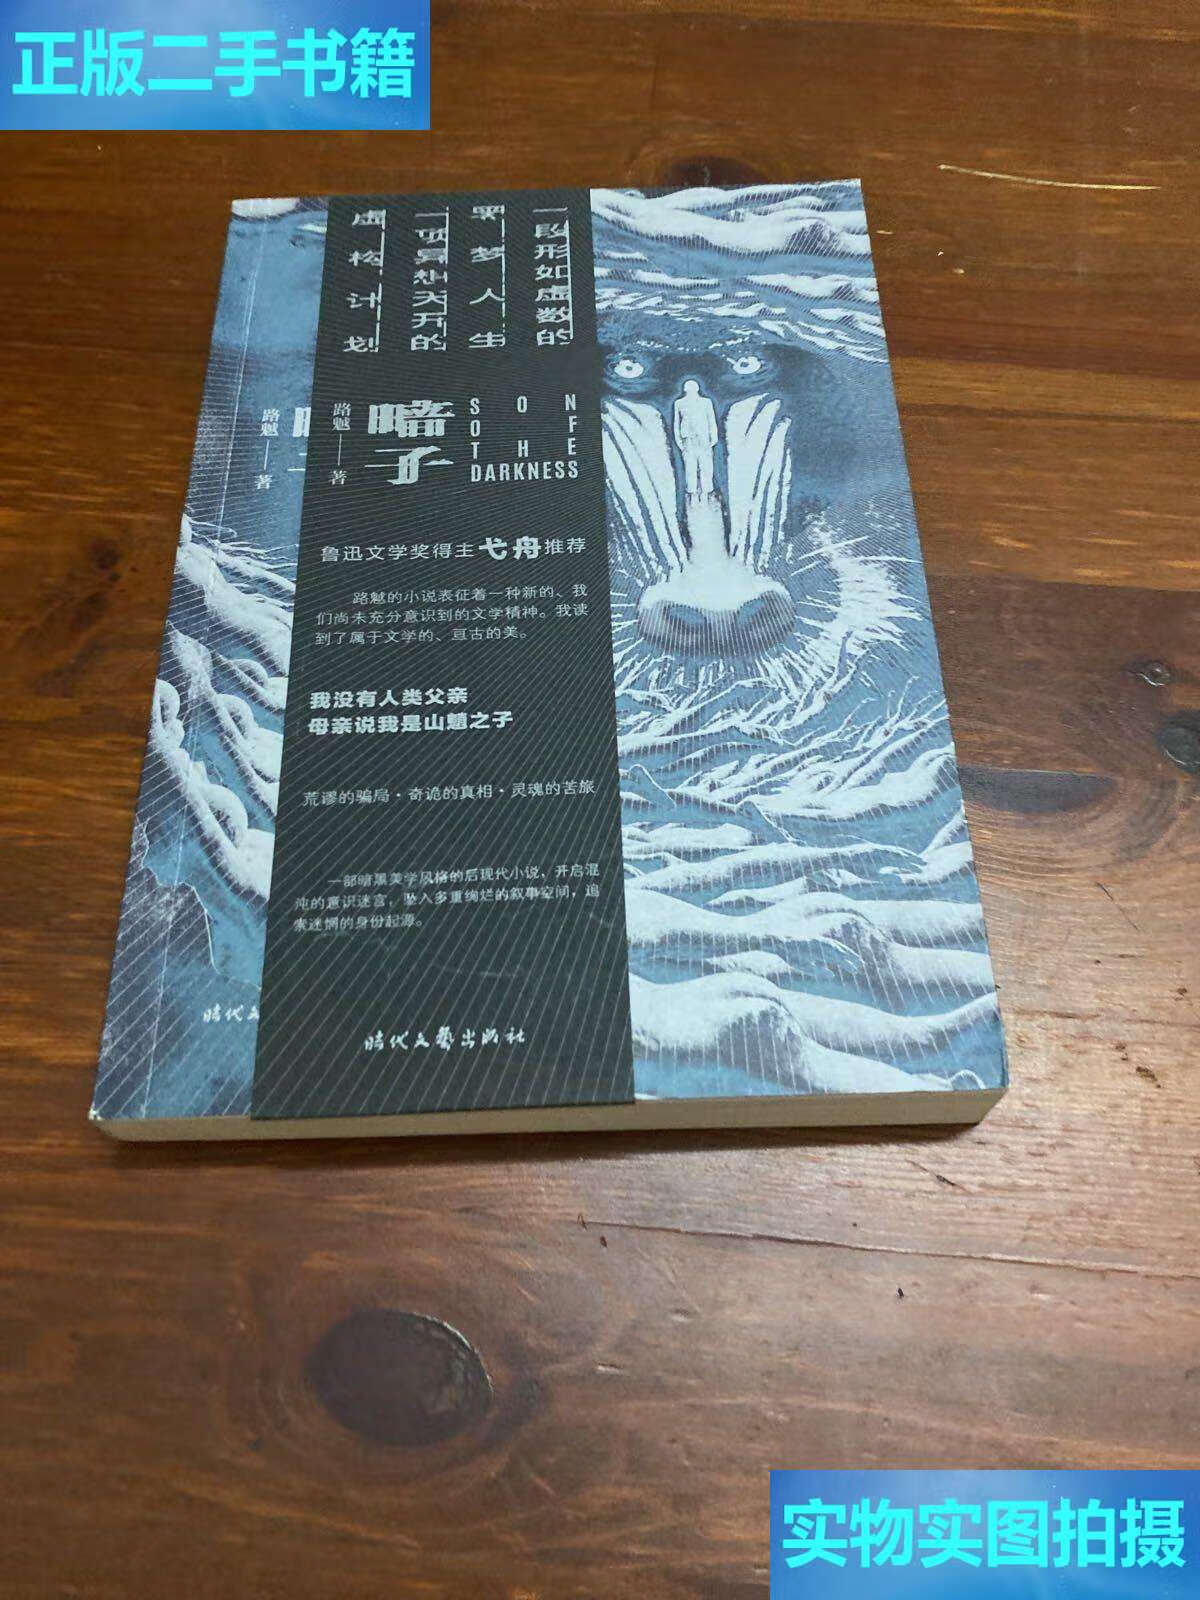 正版二手书籍
一段形如虚数的
噩梦人生
一项异想天开的
虚构计划
暗子
SON
OF
THE
DARKNESS
路魆——著
路魆——著
鲁迅文学奖得主弋舟推荐
路魆的小说表征着一种新的、我
们尚未充分意识到的文学精神。我读
到了属于文学的、亘古的美。
我没有人类父亲
母亲说我是山魈之子
荒谬的骗局·奇诡的真相·灵魂的苦旅
一部暗黑美学风格的后现代小说，开启混
沌的意识迷宫，坠入多重绚烂的叙事空间，追
索迷惘的身份起源。
时代文艺出版社
时代文
实物实图拍摄